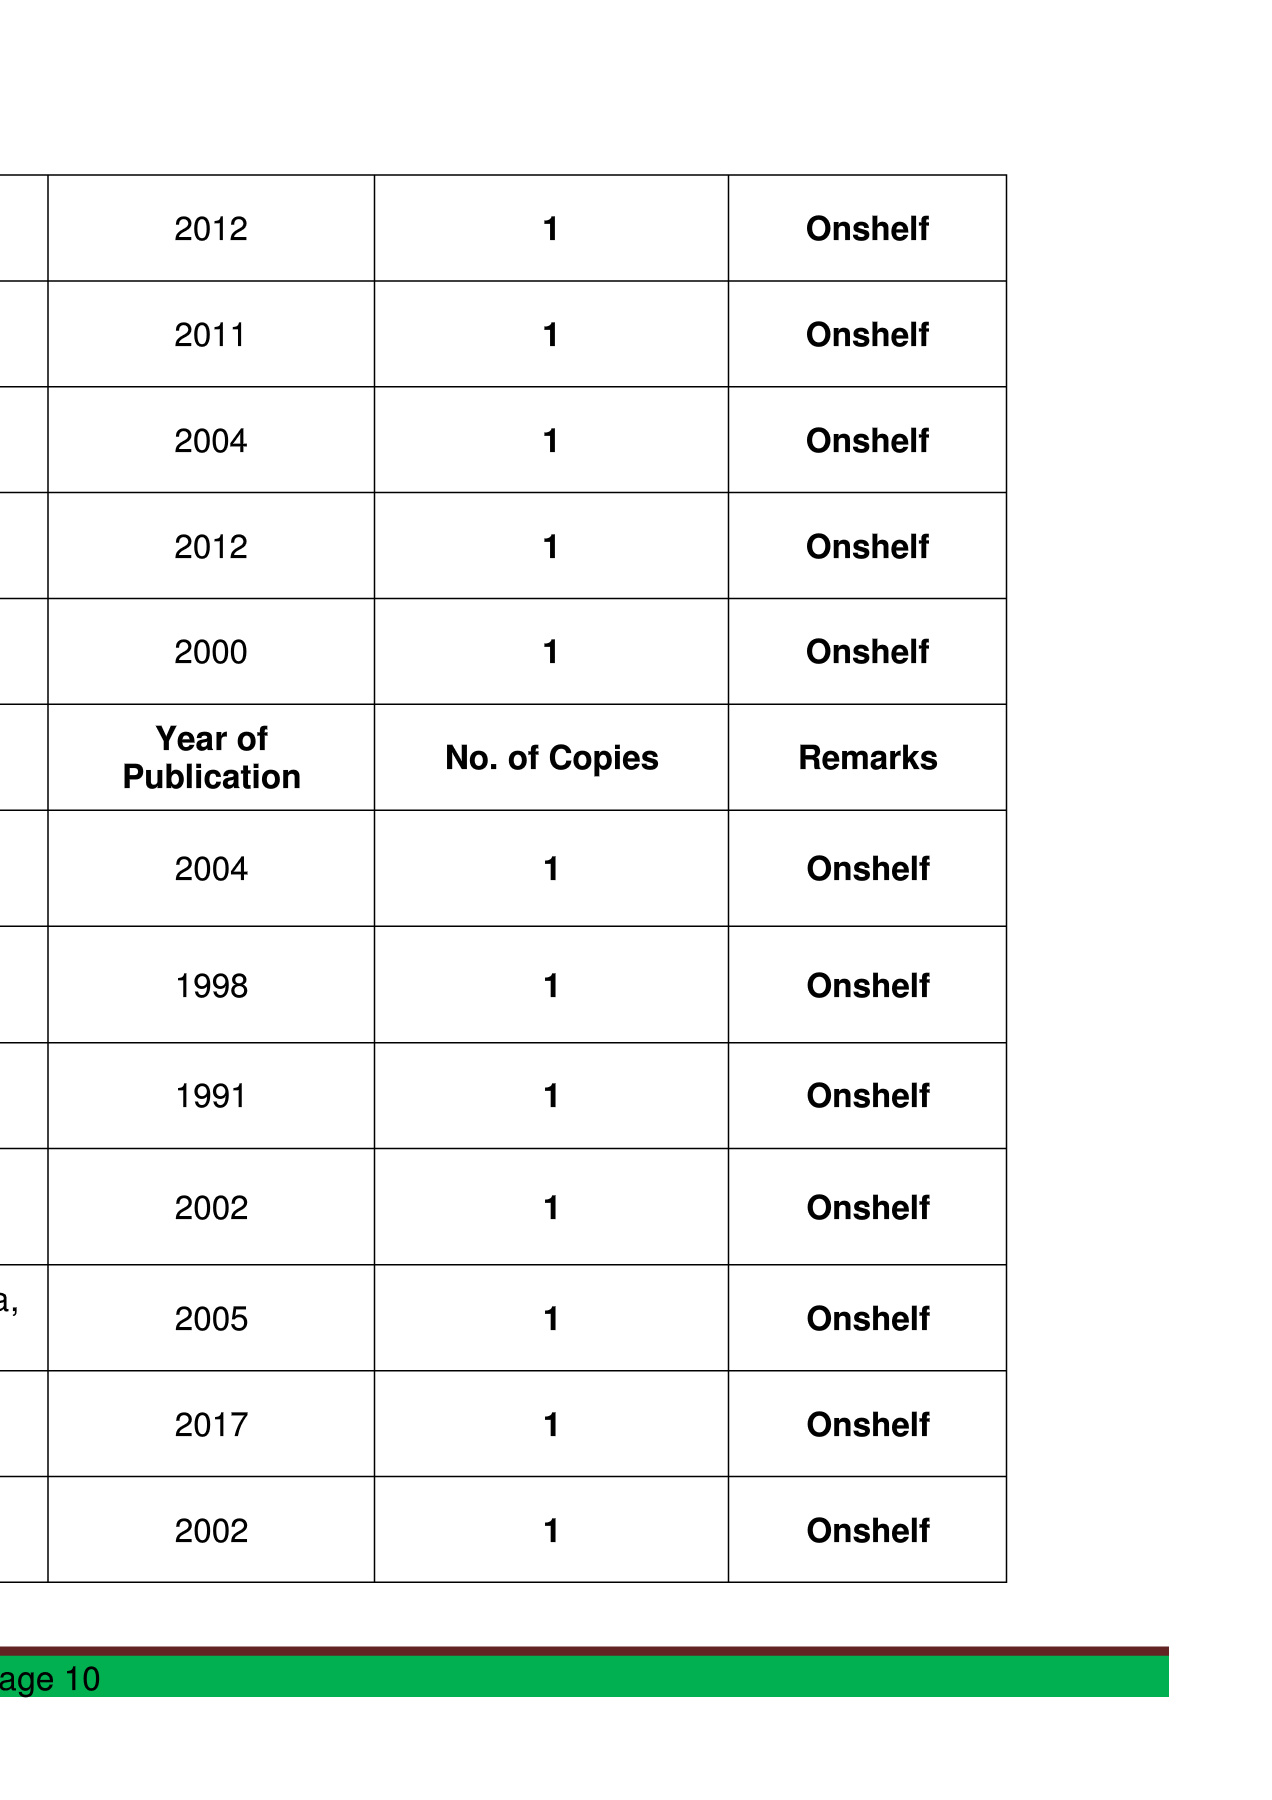 2012 1 Onshelf
2011 1 Onshelf
2004 1 Onshelf
2012 1 Onshelf
2000 1 Onshelf
Year of
Publication No. of Copies Remarks
2004 1 Onshelf
1998 1 Onshelf
1991 1 Onshelf
2002 1 Onshelf
a,
2005 1 Onshelf
2017 1 Onshelf
2002 1 Onshelf
age 10